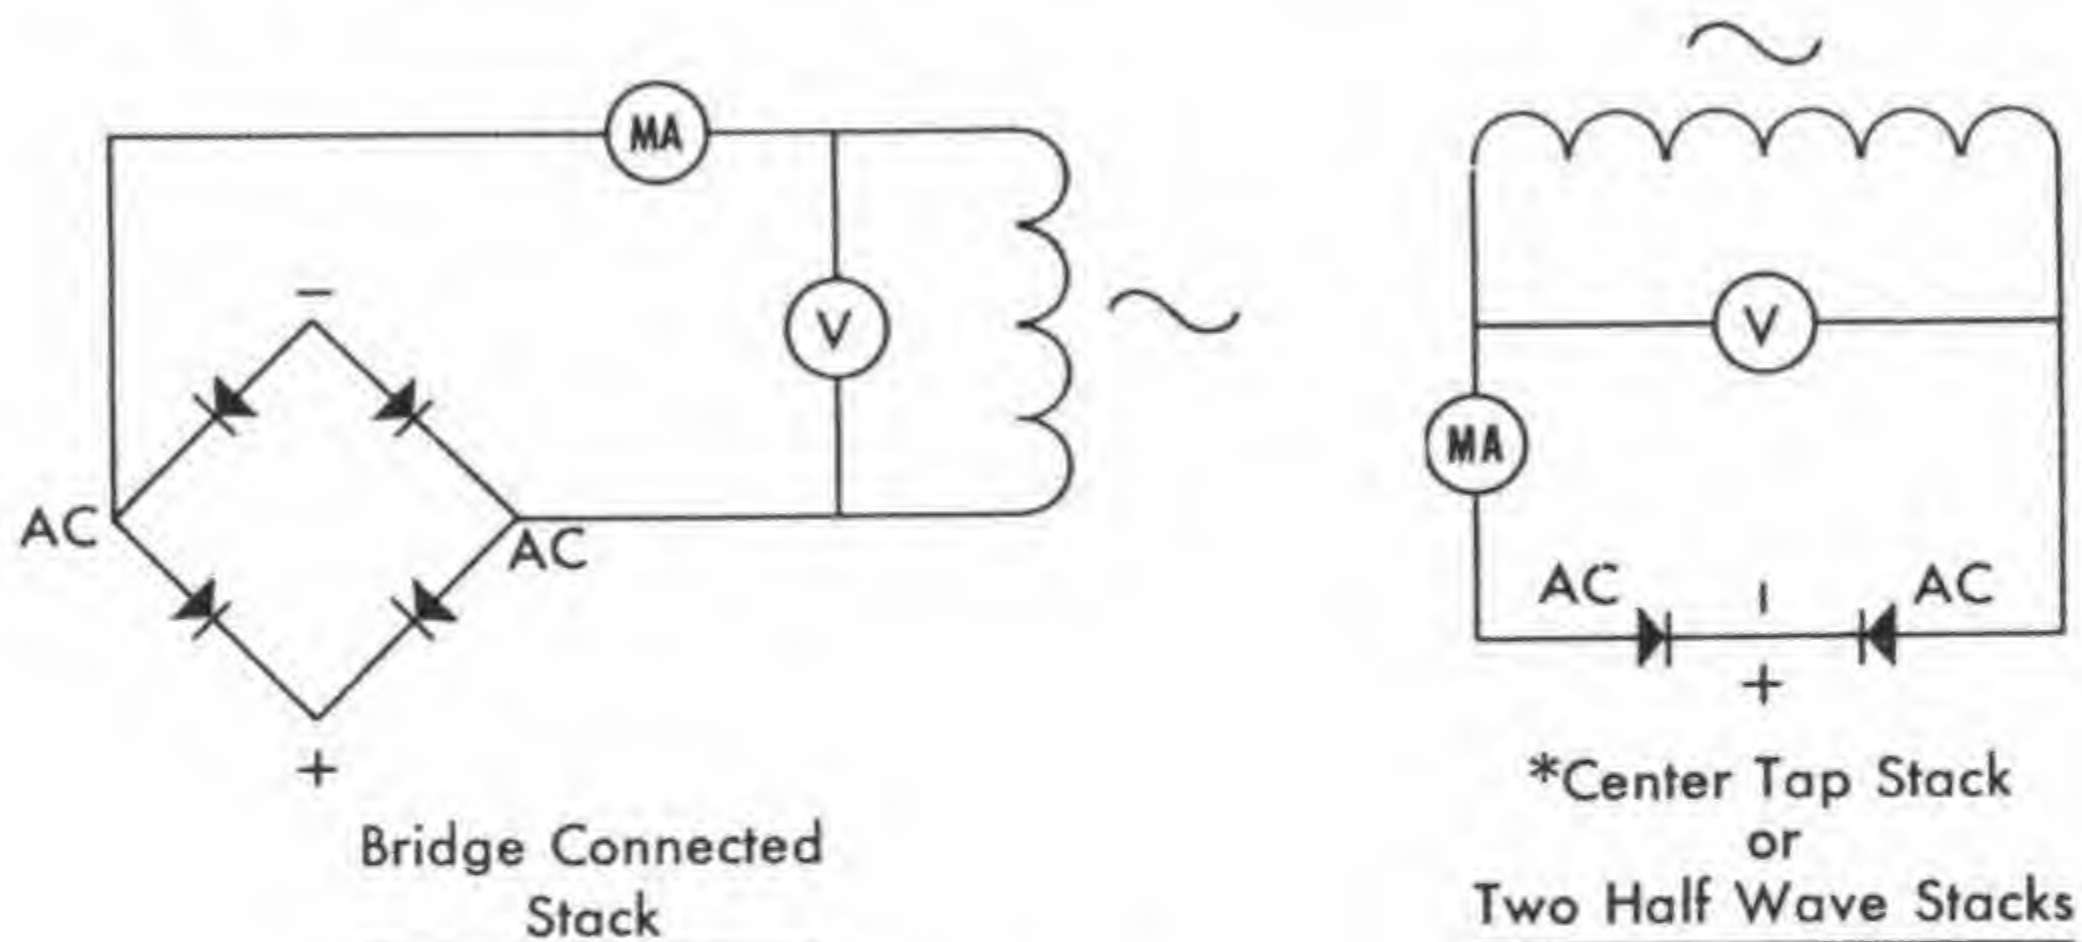 MA
V
−
AC
AC
+
Bridge Connected
Stack
V
MA
AC
AC
−
+
*Center Tap Stack
or
Two Half Wave Stacks